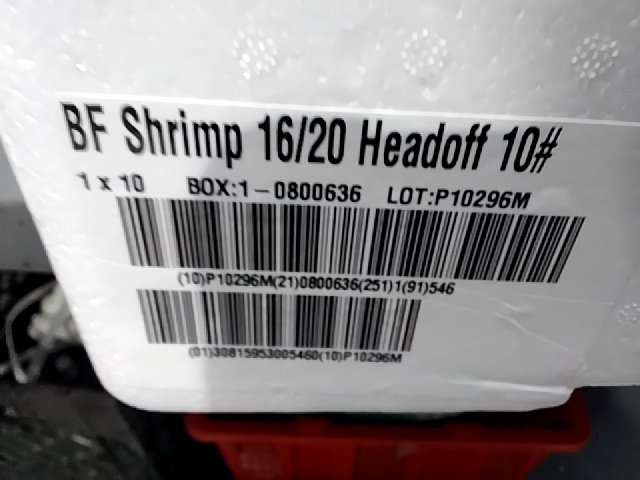 BF Shrimp 16/20 Headoff 10#
1 x 10 BOX:1-0800636 LOT:P10296M
(10)P10296M(21)0800636(251)1(91)546
(01)30815953005460(10)P10296M